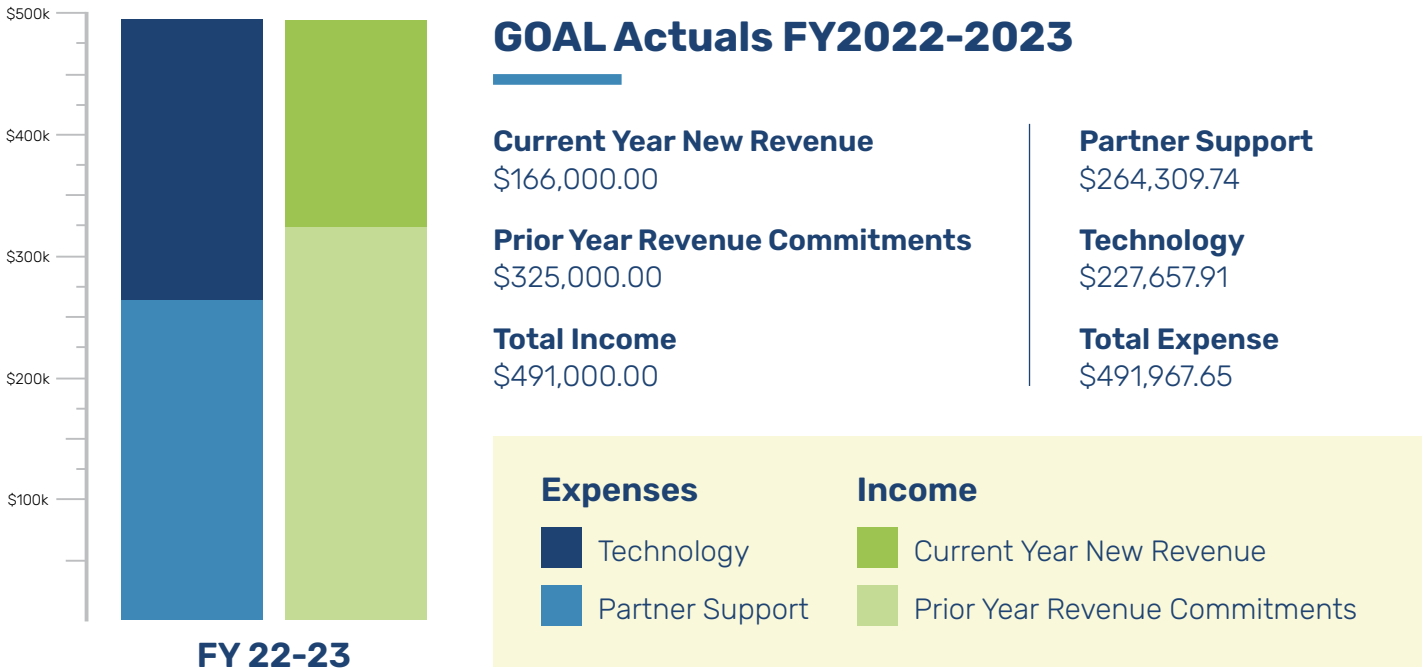 $500k
$400k
$300k
$200k
$100k
FY 22-23
GOAL Actuals FY2022-2023
Current Year New Revenue
$166,000.00
Prior Year Revenue Commitments
$325,000.00
Total Income
$491,000.00
Partner Support
$264,309.74
Technology
$227,657.91
Total Expense
$491,967.65
Expenses
Technology
Partner Support
Income
Current Year New Revenue
Prior Year Revenue Commitments